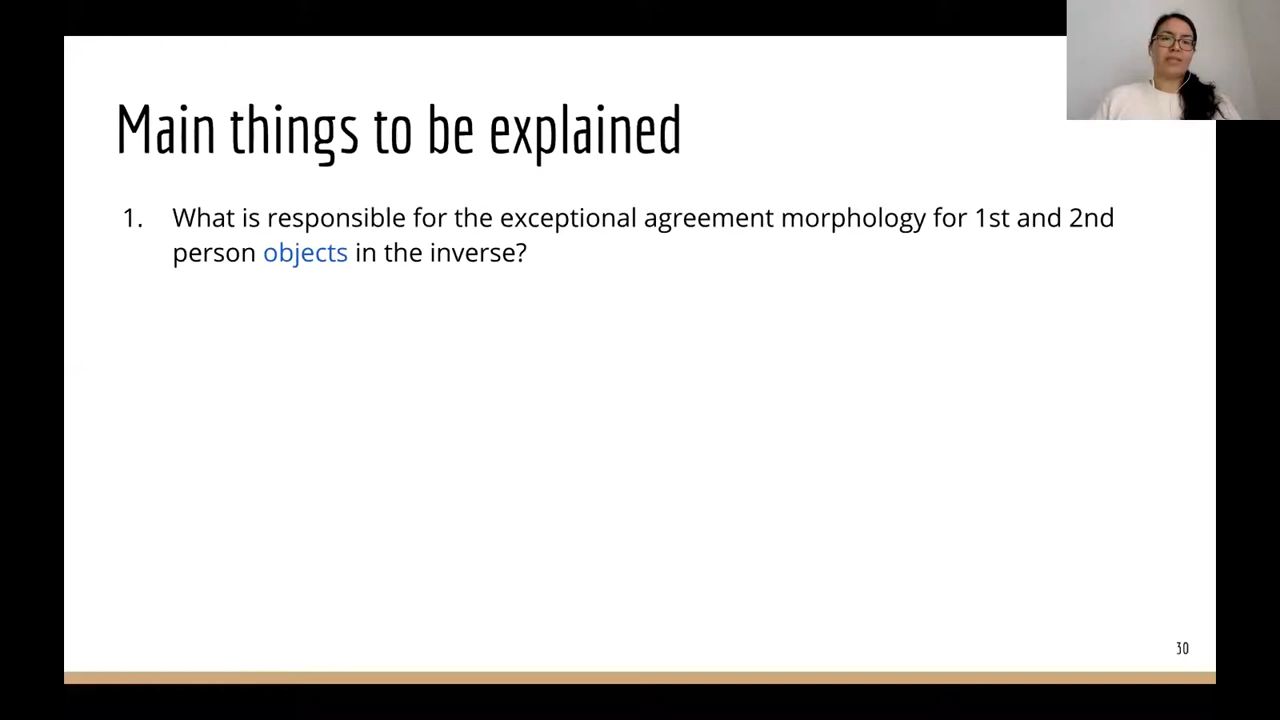 Main things to be explained
1. What is responsible for the exceptional agreement morphology for 1st and 2nd
person objects in the inverse?
30